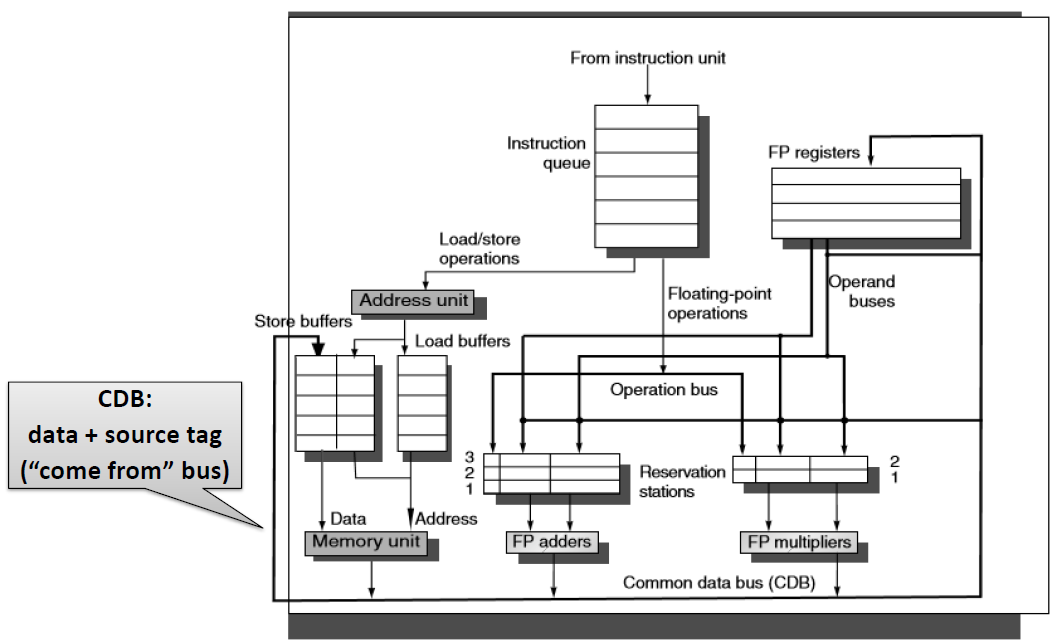 From instruction unit
Instruction
queue
FP registers
Load/store
operations
Address unit
Floating-point
operations
Operand
buses
Store buffers
Load buffers
Operation bus
CDB:
data + source tag
(“come from” bus)
3
2
1
Reservation
stations
2
1
Data
Address
Memory unit
FP adders
FP multipliers
Common data bus (CDB)